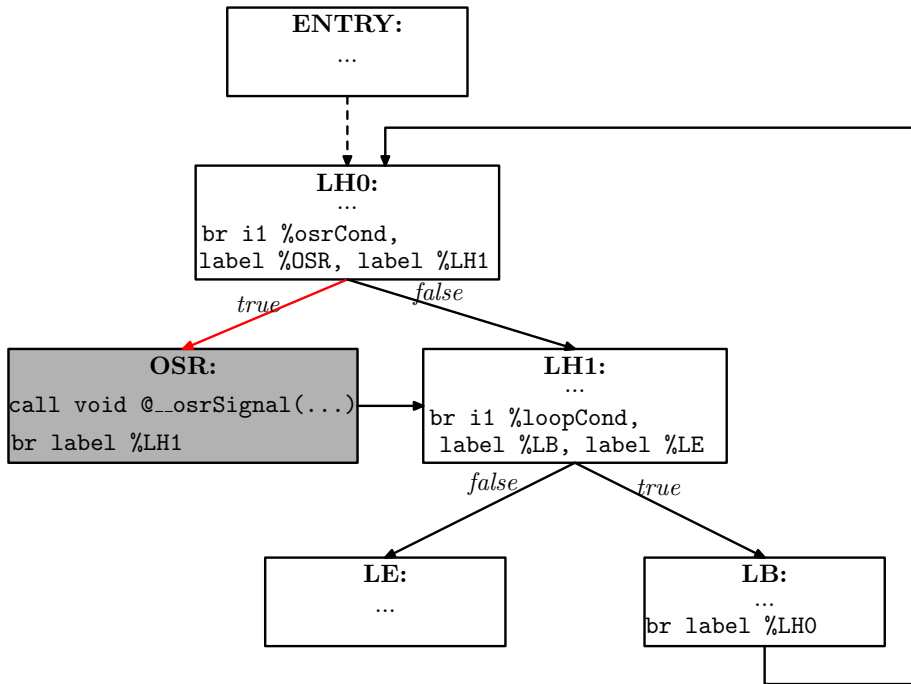 ENTRY:
...
LH0:
...
br i1 %osrCond,
label %OSR, label %LH1
true
false
OSR:
call void @__osrSignal(...)
br label %LH1
LH1:
...
br i1 %loopCond,
label %LB, label %LE
false
true
LE:
...
LB:
...
br label %LH0